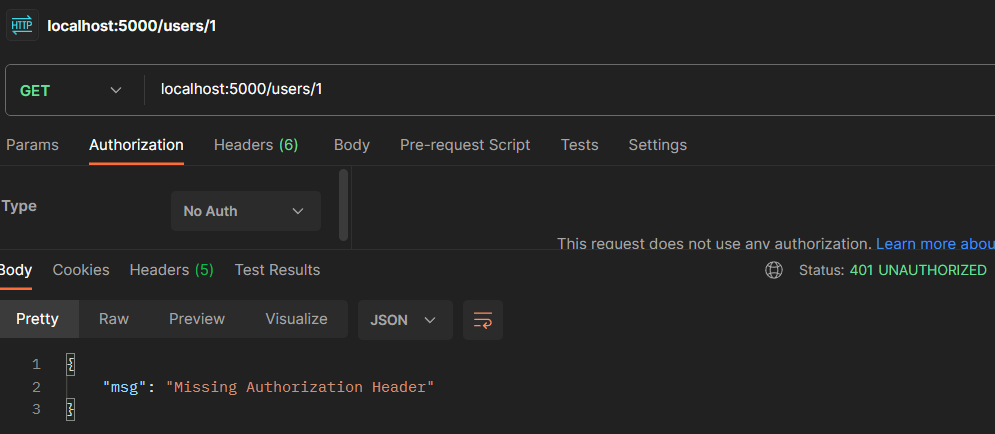 HTTP
localhost:5000/users/1
GET
localhost:5000/users/1
Params Authorization Headers (6) Body Pre-request Script Tests Settings
Type
No Auth
This request does not use any authorization. Learn more abou
Body Cookies Headers (5) Test Results
Status: 401 UNAUTHORIZED
Pretty Raw Preview Visualize JSON
1 {
2 "msg": "Missing Authorization Header"
3 }